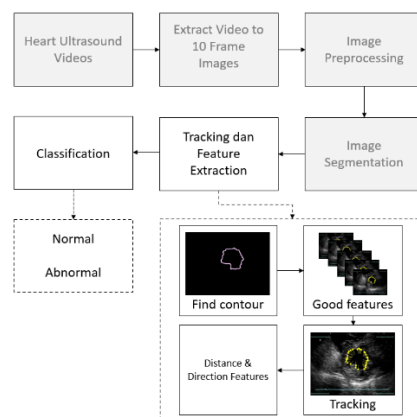 Heart Ultrasound
Videos
Extract Video to
10 Frame
Images
Image
Preprocessing
Classification
Tracking dan
Feature
Extraction
Image
Segmentation
Normal
Abnormal
Find contour
Good features
Distance &
Direction Features
Tracking